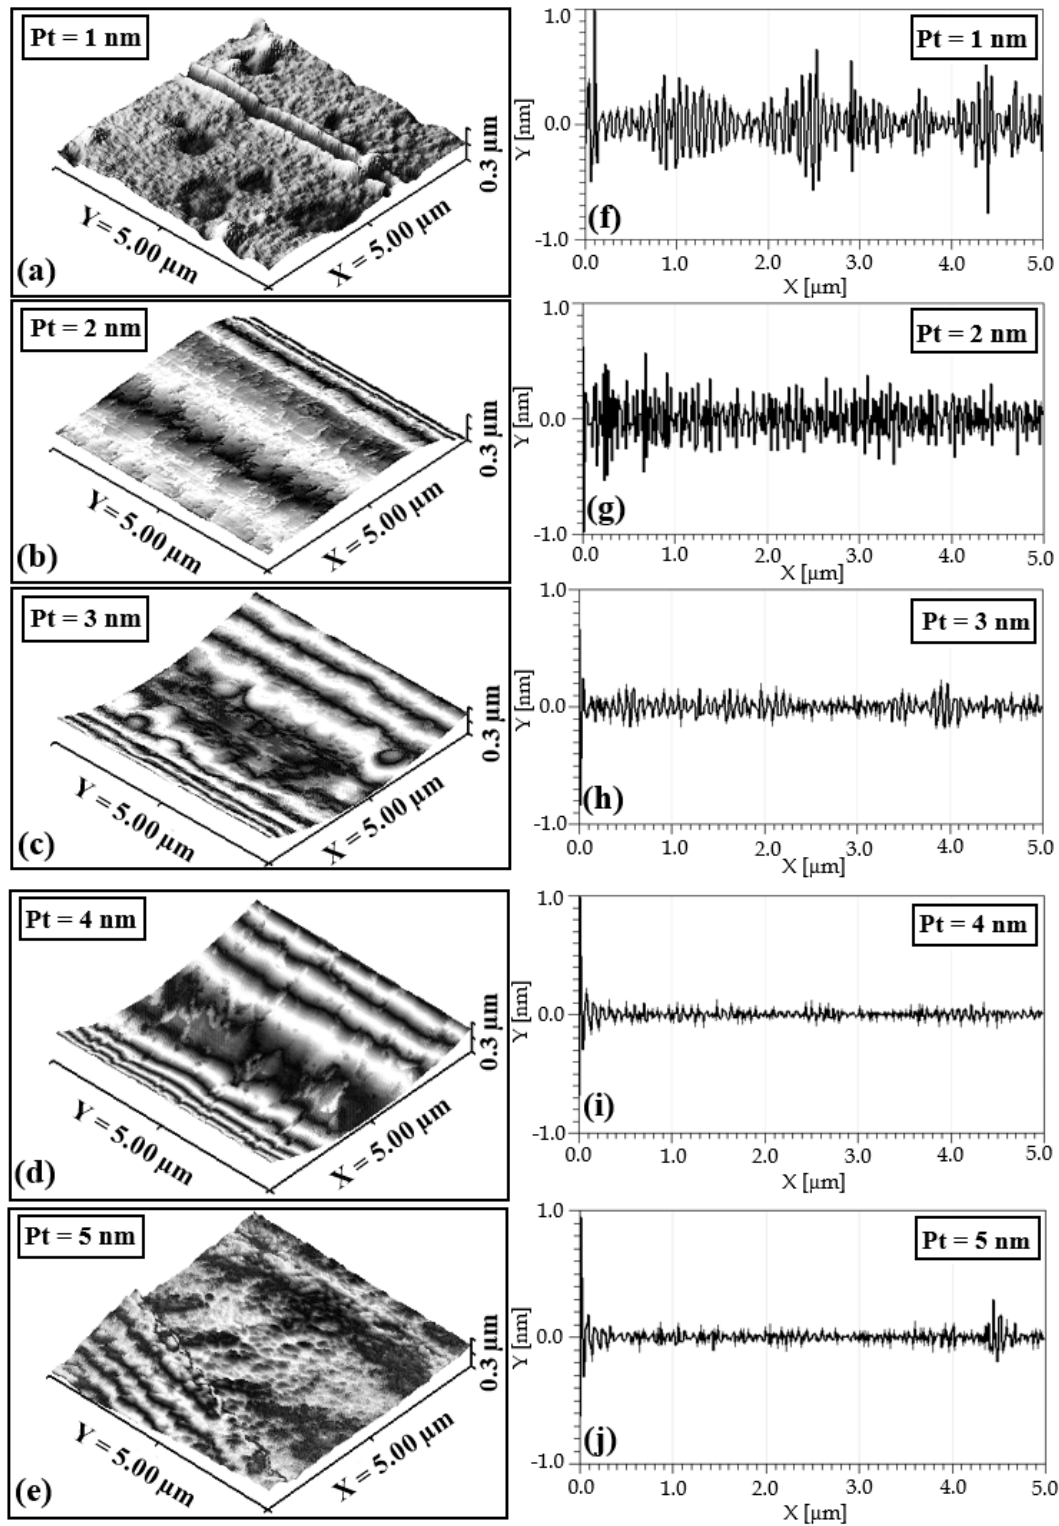 Pt = 1 nm
0.3 µm
Y= 5.00 µm
X = 5.00 µm
(a)
1.0
Pt = 1 nm
Y [nm]
0.0
(f)
-1.0
0.0 1.0 2.0 3.0 4.0 5.0
X [µm]
Pt = 2 nm
0.3 µm
Y= 5.00 µm
X = 5.00 µm
(b)
1.0
Pt = 2 nm
Y [nm]
0.0
(g)
-1.0
0.0 1.0 2.0 3.0 4.0 5.0
X [µm]
Pt = 3 nm
0.3 µm
Y = 5.00 µm
X = 5.00 µm
(c)
1.0
Pt = 3 nm
Y [nm]
0.0
(h)
-1.0
0.0 1.0 2.0 3.0 4.0 5.0
X [µm]
Pt = 4 nm
0.3 µm
Y = 5.00 µm
X = 5.00 µm
(d)
1.0
Pt = 4 nm
Y [nm]
0.0
(i)
-1.0
0.0 1.0 2.0 3.0 4.0 5.0
X [µm]
Pt = 5 nm
0.3 µm
Y = 5.00 µm
X = 5.00 µm
(e)
1.0
Pt = 5 nm
Y [nm]
0.0
(j)
-1.0
0.0 1.0 2.0 3.0 4.0 5.0
X [µm]